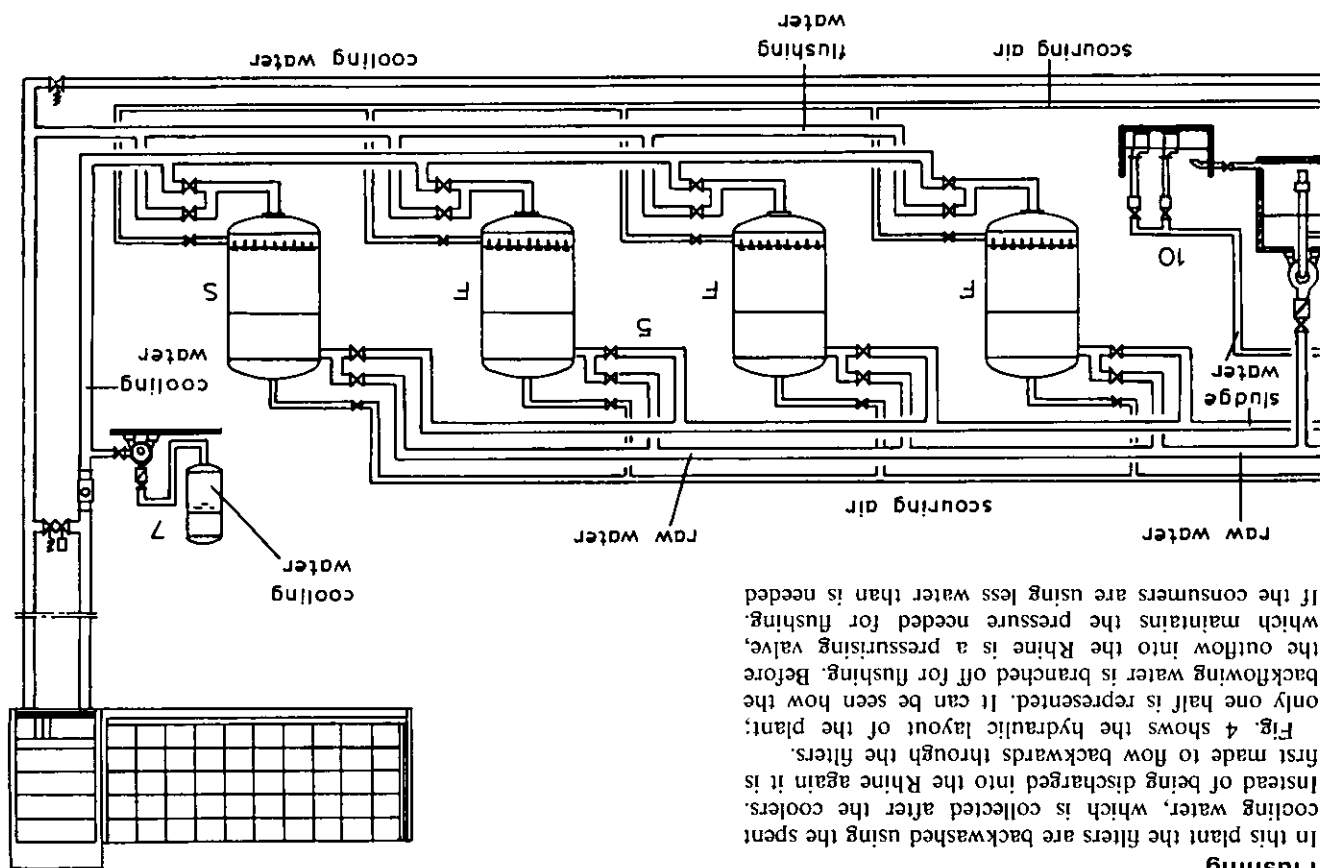 Flushing
In this plant the filters are backwashed using the spent
cooling water, which is collected after the coolers.
Instead of being discharged into the Rhine again it is
first made to flow backwards through the filters.
Fig. 4 shows the hydraulic layout of the plant;
only one half is represented. It can be seen how the
backflowing water is branched off for flushing. Before
the outflow into the Rhine is a pressurising valve,
which maintains the pressure needed for flushing.
If the consumers are using less water than is needed
cooling
water
raw water
raw water
7
scouring air
sludge
water
cooling
water
5
10
F
F
F
S
scouring air
flushing
water
cooling water